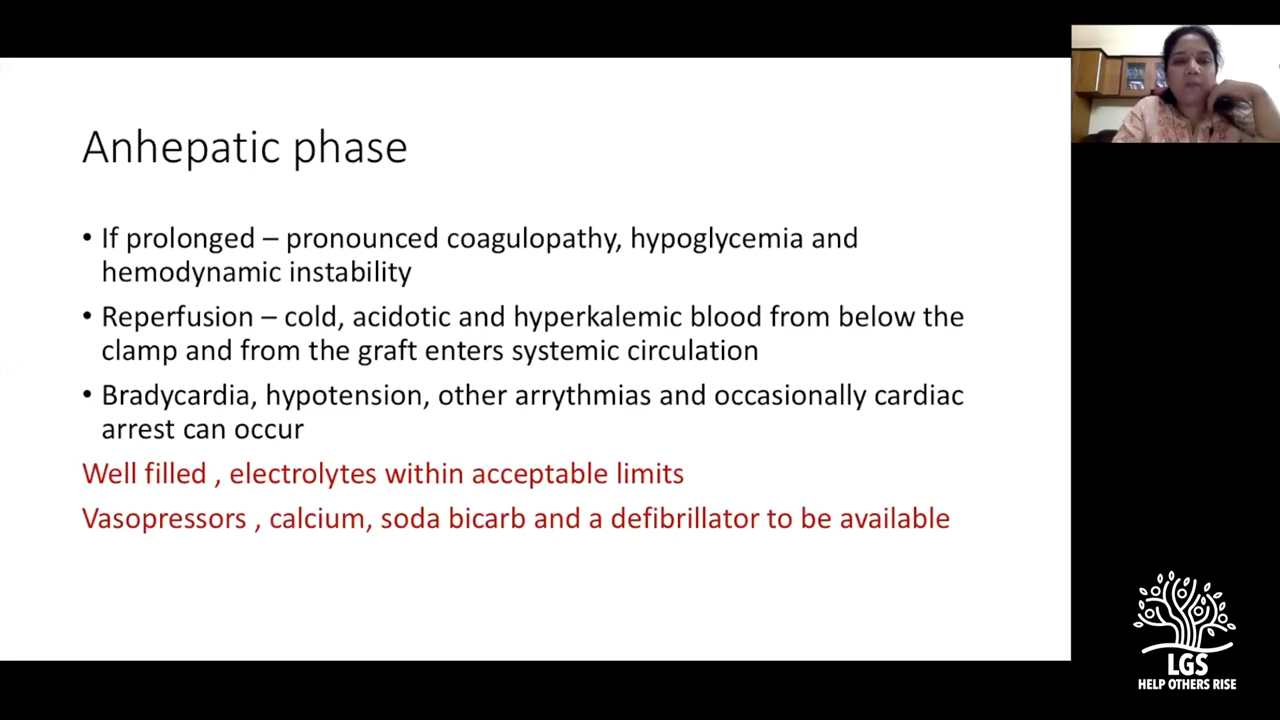 Anhepatic phase
• If prolonged – pronounced coagulopathy, hypoglycemia and
hemodynamic instability
• Reperfusion – cold, acidotic and hyperkalemic blood from below the
clamp and from the graft enters systemic circulation
• Bradycardia, hypotension, other arrythmias and occasionally cardiac
arrest can occur
Well filled , electrolytes within acceptable limits
Vasopressors , calcium, soda bicarb and a defibrillator to be available
LGS
HELP OTHERS RISE